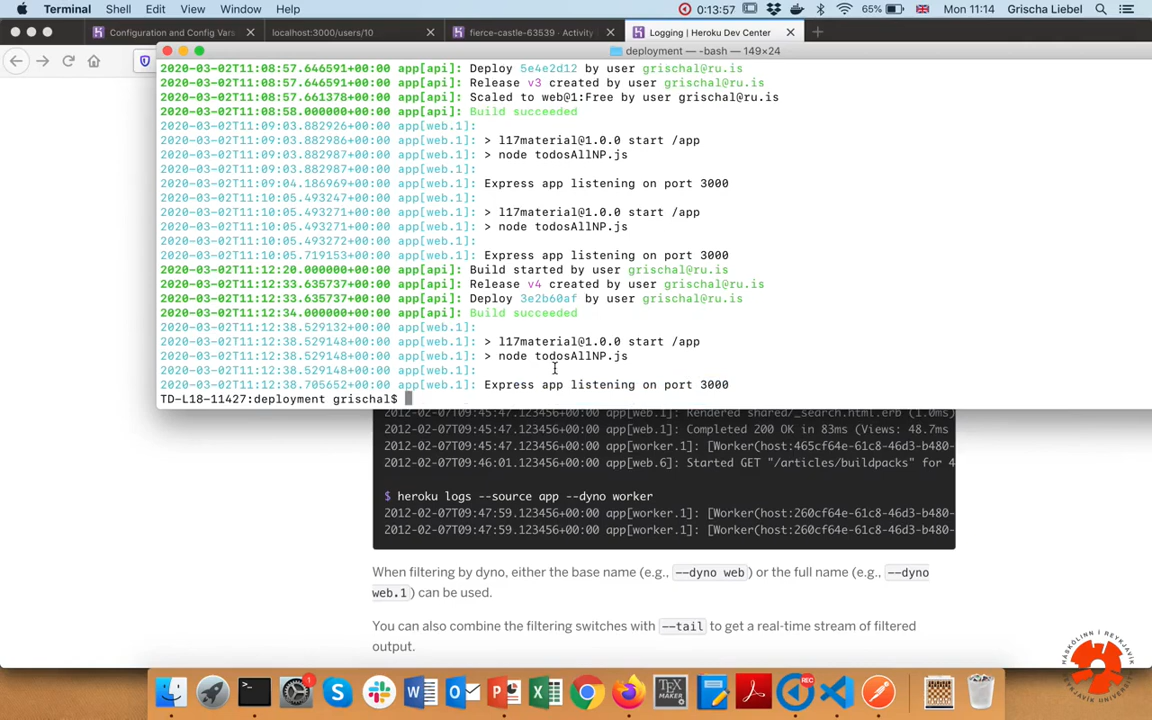 Terminal Shell Edit View Window Help 0:13:57 65% Mon 11:14 Grischa Liebel
Configuration and Config Vars localhost:3000/users/10 fierce-castle-63539 · Activity Logging | Heroku Dev Center
deployment — -bash — 149×24
2020-03-02T11:08:57.646591+00:00 app[api]: Deploy 5e4e2d12 by user grischal@ru.is
2020-03-02T11:08:57.646591+00:00 app[api]: Release v3 created by user grischal@ru.is
2020-03-02T11:08:57.661378+00:00 app[api]: Scaled to web@1:Free by user grischal@ru.is
2020-03-02T11:08:58.000000+00:00 app[api]: Build succeeded
2020-03-02T11:09:03.882926+00:00 app[web.1]:
2020-03-02T11:09:03.882986+00:00 app[web.1]: > l17material@1.0.0 start /app
2020-03-02T11:09:03.882987+00:00 app[web.1]: > node todosAllNP.js
2020-03-02T11:09:03.882987+00:00 app[web.1]:
2020-03-02T11:09:04.186969+00:00 app[web.1]: Express app listening on port 3000
2020-03-02T11:10:05.493247+00:00 app[web.1]:
2020-03-02T11:10:05.493271+00:00 app[web.1]: > l17material@1.0.0 start /app
2020-03-02T11:10:05.493271+00:00 app[web.1]: > node todosAllNP.js
2020-03-02T11:10:05.493272+00:00 app[web.1]:
2020-03-02T11:10:05.719153+00:00 app[web.1]: Express app listening on port 3000
2020-03-02T11:12:20.000000+00:00 app[api]: Build started by user grischal@ru.is
2020-03-02T11:12:33.635737+00:00 app[api]: Release v4 created by user grischal@ru.is
2020-03-02T11:12:33.635737+00:00 app[api]: Deploy 3e2b60af by user grischal@ru.is
2020-03-02T11:12:34.000000+00:00 app[api]: Build succeeded
2020-03-02T11:12:38.529132+00:00 app[web.1]:
2020-03-02T11:12:38.529148+00:00 app[web.1]: > l17material@1.0.0 start /app
2020-03-02T11:12:38.529148+00:00 app[web.1]: > node todosAllNP.js
2020-03-02T11:12:38.529148+00:00 app[web.1]:
2020-03-02T11:12:38.705652+00:00 app[web.1]: Express app listening on port 3000
TD-L18-11427:deployment grischal$
2012-02-07T09:45:47.123456+00:00 app[web.1]: Rendered shared/_search.html.erb (1.0ms)
2012-02-07T09:45:47.123456+00:00 app[web.1]: Completed 200 OK in 83ms (Views: 48.7ms
2012-02-07T09:45:47.123456+00:00 app[worker.1]: [Worker(host:465cf64e-61c8-46d3-b480-
2012-02-07T09:46:01.123456+00:00 app[web.6]: Started GET "/articles/buildpacks" for 4
$ heroku logs --source app --dyno worker
2012-02-07T09:47:59.123456+00:00 app[worker.1]: [Worker(host:260cf64e-61c8-46d3-b480-
2012-02-07T09:47:59.123456+00:00 app[worker.1]: [Worker(host:260cf64e-61c8-46d3-b480-
When filtering by dyno, either the base name (e.g., --dyno web ) or the full name (e.g., --dyno
web.1 ) can be used.
You can also combine the filtering switches with --tail to get a real-time stream of filtered
output.